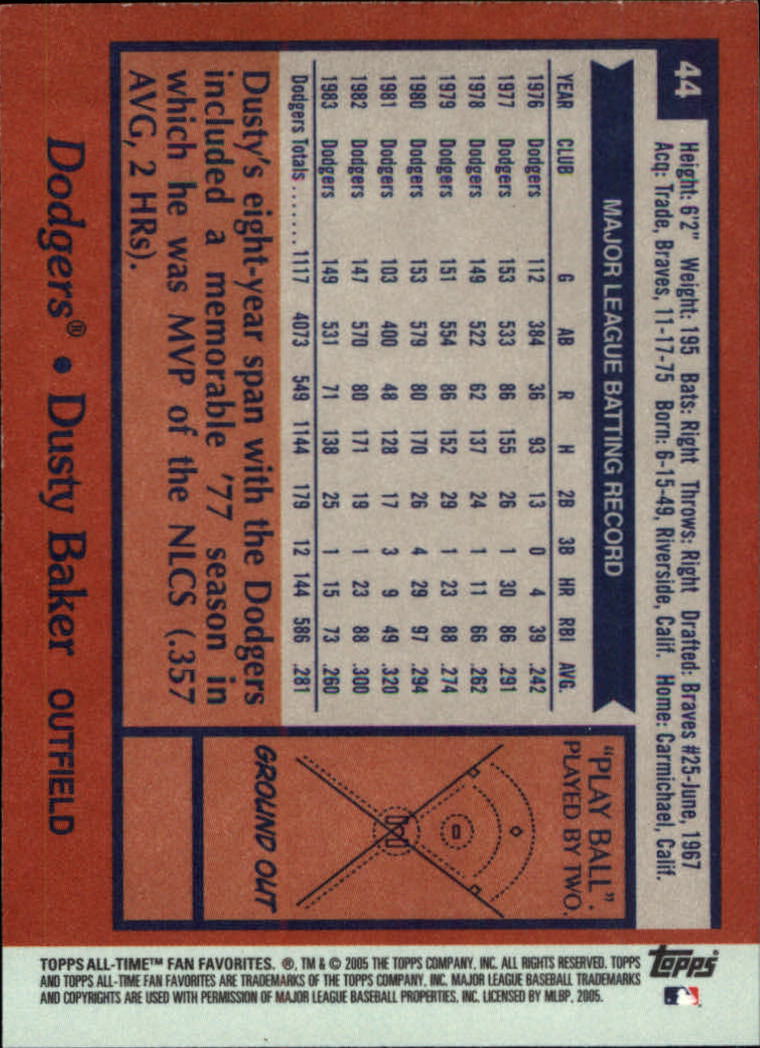 44
Height: 6'2" Weight: 195 Bats: Right Throws: Right Drafted: Braves #25-June, 1967
Acq: Trade, Braves, 11-17-75 Born: 6-15-49, Riverside, Calif. Home: Carmichael, Calif.
MAJOR LEAGUE BATTING RECORD
YEAR CLUB G AB R H 2B 3B HR RBI AVG.
1976 Dodgers 112 384 36 93 13 0 4 39 .242
1977 Dodgers 153 533 86 155 26 1 30 86 .291
1978 Dodgers 149 522 62 137 24 1 11 66 .262
1979 Dodgers 151 554 86 152 29 1 23 88 .274
1980 Dodgers 153 579 80 170 26 4 29 97 .294
1981 Dodgers 103 400 48 128 17 3 9 49 .320
1982 Dodgers 147 570 80 171 19 1 23 88 .300
1983 Dodgers 149 531 71 138 25 1 15 73 .260
Dodgers Totals ....... 1117 4073 549 1144 179 12 144 586 .281
Dusty's eight-year span with the Dodgers
included a memorable '77 season in
which he was MVP of the NLCS (.357
AVG, 2 HRs).
"PLAY BALL"
PLAYED BY TWO.
GROUND OUT
Dodgers® • Dusty Baker OUTFIELD
Topps
TOPPS ALL-TIME™ FAN FAVORITES. ®, TM & © 2005 THE TOPPS COMPANY, INC. ALL RIGHTS RESERVED. TOPPS
AND TOPPS ALL-TIME FAN FAVORITES ARE TRADEMARKS OF THE TOPPS COMPANY, INC. MAJOR LEAGUE BASEBALL TRADEMARKS
AND COPYRIGHTS ARE USED WITH PERMISSION OF MAJOR LEAGUE BASEBALL PROPERTIES, INC. LICENSED BY MLBP, 2005.